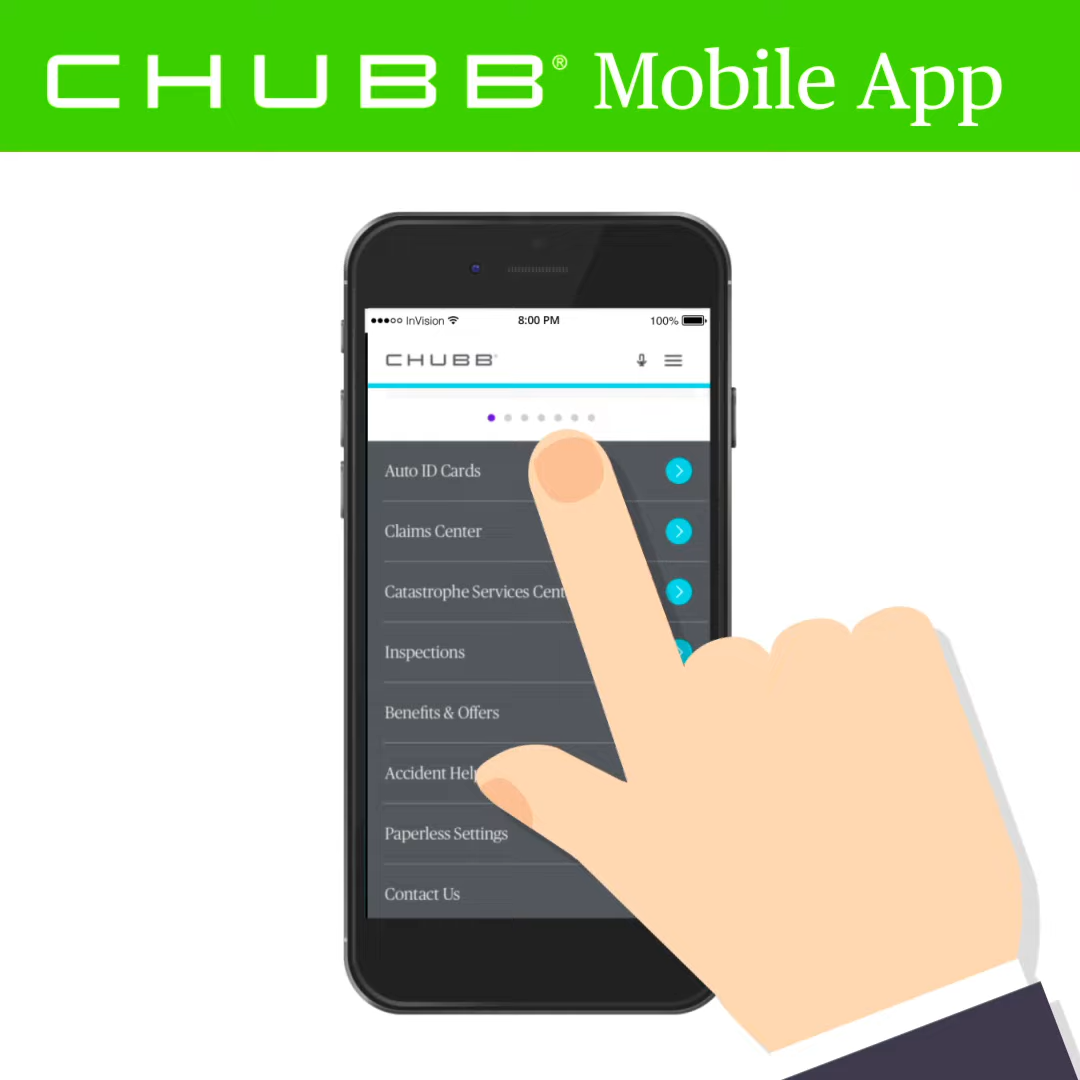 CHUBB® Mobile App
InVision 8:00 PM 100%
CHUBB
Auto ID Cards
Claims Center
Catastrophe Services Cent
Inspections
Benefits & Offers
Accident Help
Paperless Settings
Contact Us